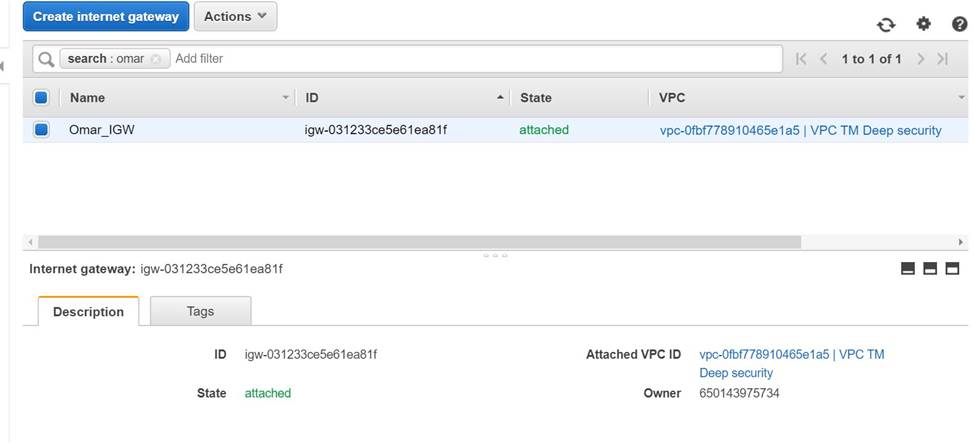 Create internet gateway Actions
search : omar Add filter 1 to 1 of 1
Name ID State VPC
Omar_IGW igw-031233ce5e61ea81f attached vpc-0fbf778910465e1a5 | VPC TM Deep security
Internet gateway: igw-031233ce5e61ea81f
Description Tags
ID igw-031233ce5e61ea81f Attached VPC ID vpc-0fbf778910465e1a5 | VPC TM
Deep security
State attached Owner 650143975734